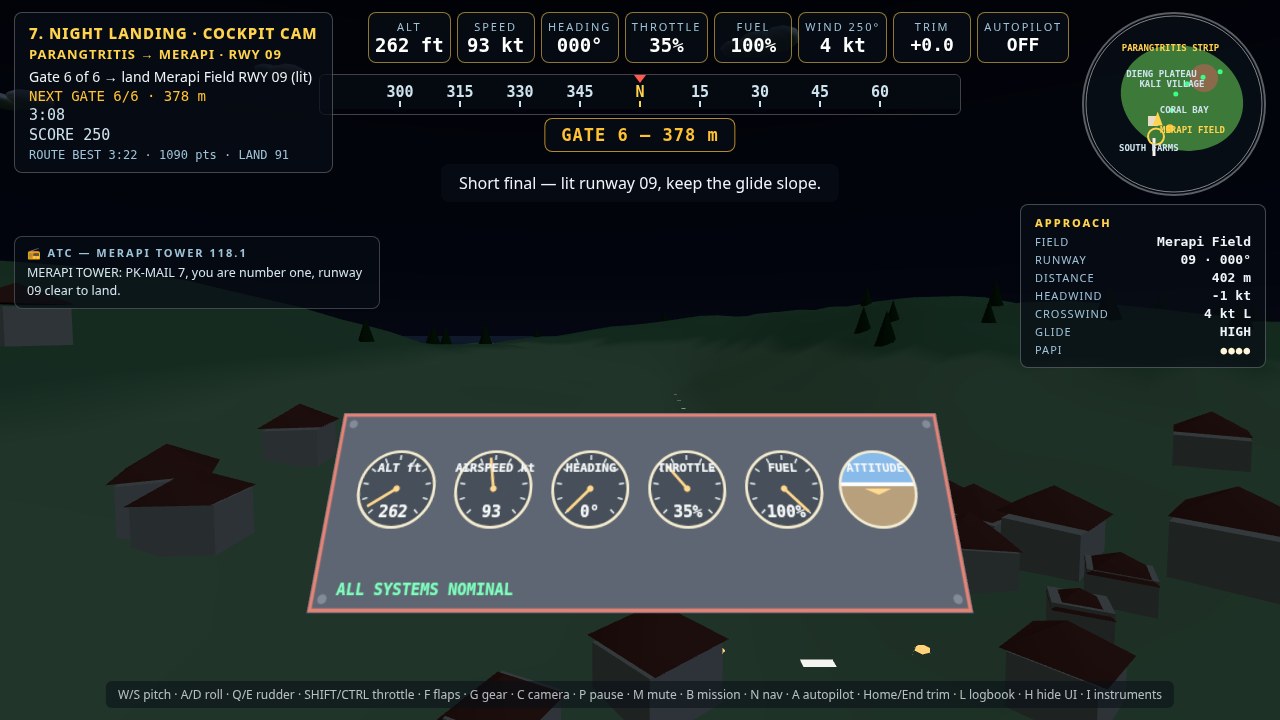 7. NIGHT LANDING · COCKPIT CAM
PARANGTRITIS → MERAPI · RWY 09
Gate 6 of 6 → land Merapi Field RWY 09 (lit)
NEXT GATE 6/6 · 378 m
3:08
SCORE 250
ROUTE BEST 3:22 · 1090 pts · LAND 91
ALT
262 ft
SPEED
93 kt
HEADING
000°
THROTTLE
35%
FUEL
100%
WIND 250°
4 kt
TRIM
+0.0
AUTOPILOT
OFF
300 315 330 345 N 15 30 45 60
GATE 6 — 378 m
Short final — lit runway 09, keep the glide slope.
PARANGTRITIS STRIP
DIENG PLATEAU
KALI VILLAGE
CORAL BAY
MERAPI FIELD
SOUTH FARMS
📻 ATC — MERAPI TOWER 118.1
MERAPI TOWER: PK-MAIL 7, you are number one, runway
09 clear to land.
APPROACH
FIELD Merapi Field
RUNWAY 09 · 000°
DISTANCE 402 m
HEADWIND -1 kt
CROSSWIND 4 kt L
GLIDE HIGH
PAPI ●●●●
ALT ft AIRSPEED kt HEADING THROTTLE FUEL ATTITUDE
262 93 0° 35% 100%
ALL SYSTEMS NOMINAL
W/S pitch · A/D roll · Q/E rudder · SHIFT/CTRL throttle · F flaps · G gear · C camera · P pause · M mute · B mission · N nav · A autopilot · Home/End trim · L logbook · H hide UI · I instruments